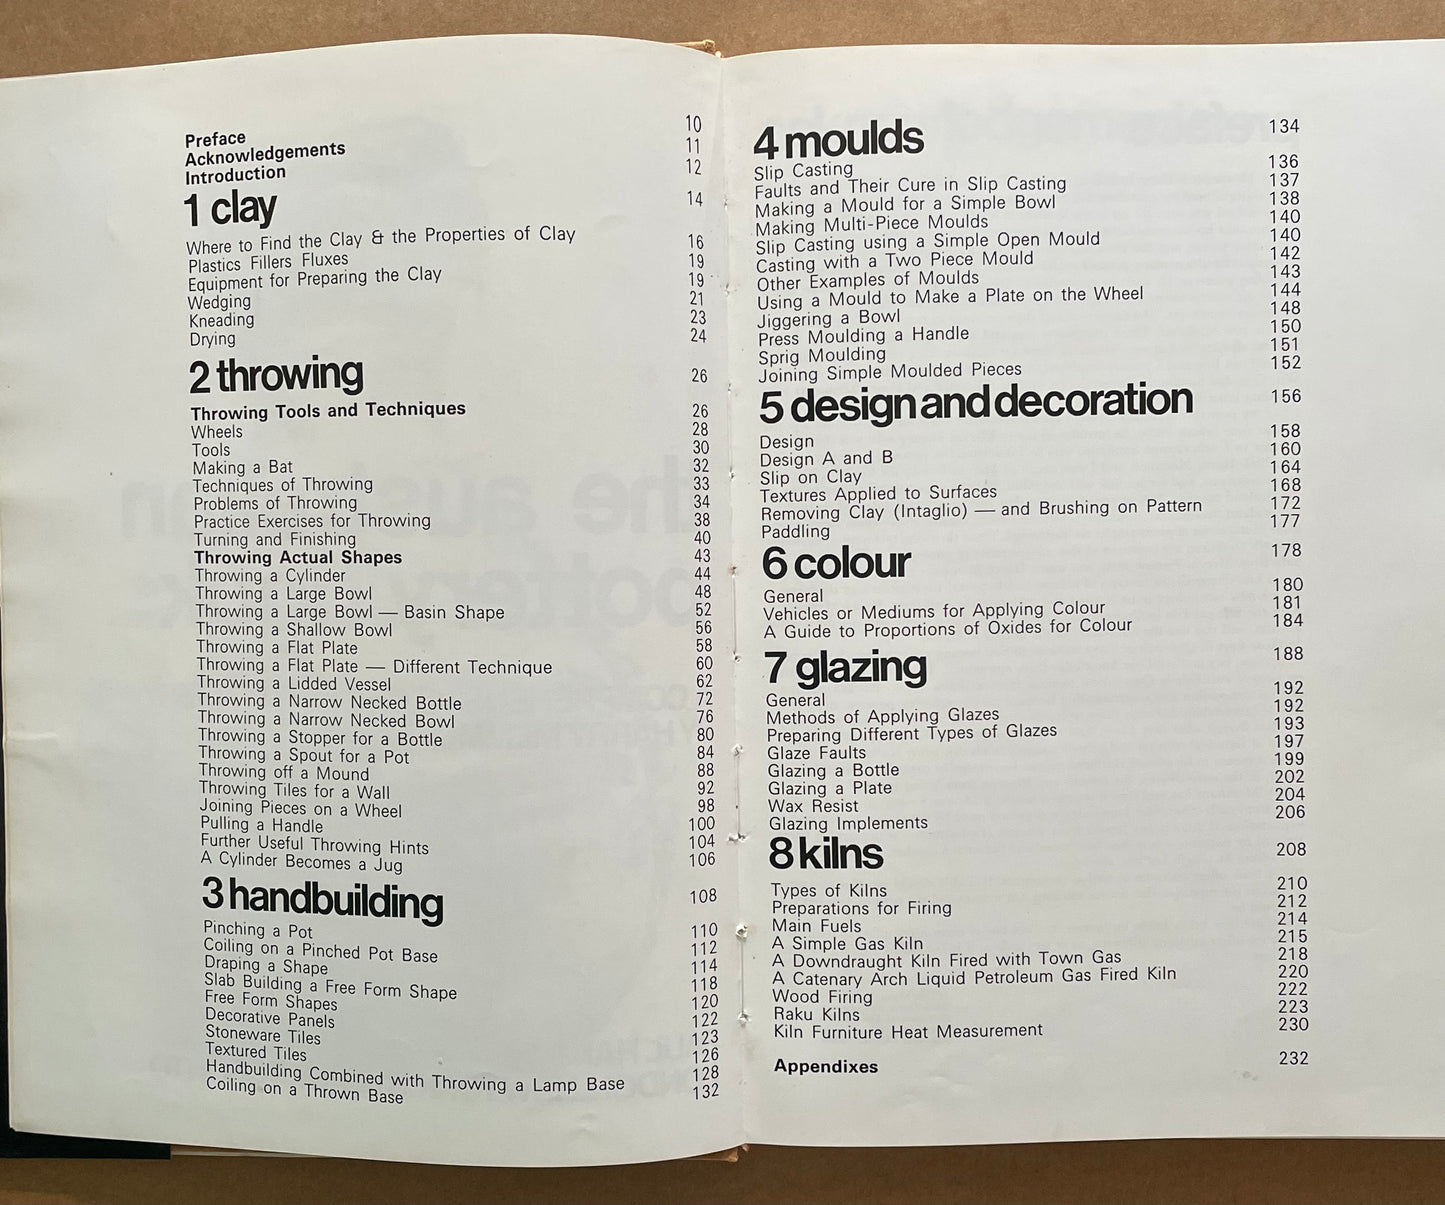 Preface 10
Acknowledgements 11
Introduction 12
1 clay 14
Where to Find the Clay & the Properties of Clay 16
Plastics Fillers Fluxes 19
Equipment for Preparing the Clay 19
Wedging 21
Kneading 23
Drying 24
2 throwing 26
Throwing Tools and Techniques 26
Wheels 28
Tools 30
Making a Bat 32
Techniques of Throwing 33
Problems of Throwing 34
Practice Exercises for Throwing 38
Turning and Finishing 40
Throwing Actual Shapes 43
Throwing a Cylinder 44
Throwing a Large Bowl 48
Throwing a Large Bowl — Basin Shape 52
Throwing a Shallow Bowl 56
Throwing a Flat Plate 58
Throwing a Flat Plate — Different Technique 60
Throwing a Lidded Vessel 62
Throwing a Narrow Necked Bottle 72
Throwing a Narrow Necked Bowl 76
Throwing a Stopper for a Bottle 80
Throwing a Spout for a Pot 84
Throwing off a Mound 88
Throwing Tiles for a Wall 92
Joining Pieces on a Wheel 98
Pulling a Handle 100
Further Useful Throwing Hints 104
A Cylinder Becomes a Jug 106
3 handbuilding 108
Pinching a Pot 110
Coiling on a Pinched Pot Base 112
Draping a Shape 114
Slab Building a Free Form Shape 118
Free Form Shapes 120
Decorative Panels 122
Stoneware Tiles 123
Textured Tiles 126
Handbuilding Combined with Throwing a Lamp Base 128
Coiling on a Thrown Base 132
4 moulds 134
Slip Casting 136
Faults and Their Cure in Slip Casting 137
Making a Mould for a Simple Bowl 138
Making Multi-Piece Moulds 140
Slip Casting using a Simple Open Mould 140
Casting with a Two Piece Mould 142
Other Examples of Moulds 143
Using a Mould to Make a Plate on the Wheel 144
Jiggering a Bowl 148
Press Moulding a Handle 150
Sprig Moulding 151
Joining Simple Moulded Pieces 152
5 design and decoration 156
Design 158
Design A and B 160
Slip on Clay 164
Textures Applied to Surfaces 168
Removing Clay (Intaglio) — and Brushing on Pattern 172
Paddling 177
6 colour 178
General 180
Vehicles or Mediums for Applying Colour 181
A Guide to Proportions of Oxides for Colour 184
7 glazing 188
General 192
Methods of Applying Glazes 192
Preparing Different Types of Glazes 193
Glaze Faults 197
Glazing a Bottle 199
Glazing a Plate 202
Wax Resist 204
Glazing Implements 206
8 kilns 208
Types of Kilns 210
Preparations for Firing 212
Main Fuels 214
A Simple Gas Kiln 215
A Downdraught Kiln Fired with Town Gas 218
A Catenary Arch Liquid Petroleum Gas Fired Kiln 220
Wood Firing 222
Raku Kilns 223
Kiln Furniture Heat Measurement 230
Appendixes 232